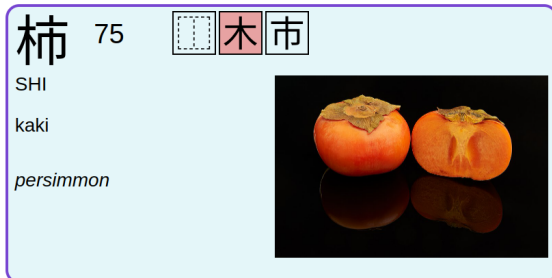 柿 75 木 市
SHI
kaki
persimmon